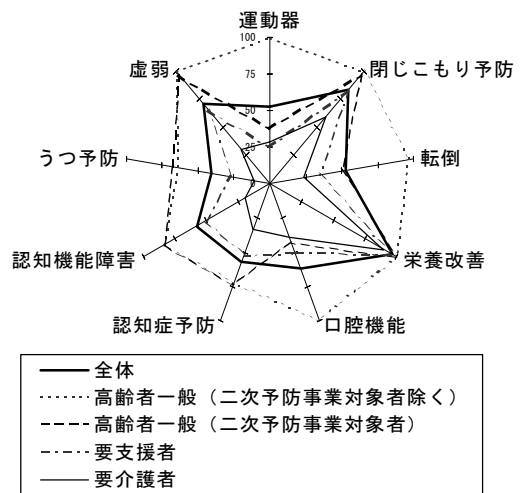 運動器
100
虚弱
閉じこもり予防
75
50
25
0
うつ予防
転倒
認知機能障害
栄養改善
認知症予防
口腔機能
全体
高齢者一般（二次予防事業対象者除く）
高齢者一般（二次予防事業対象者）
要支援者
要介護者